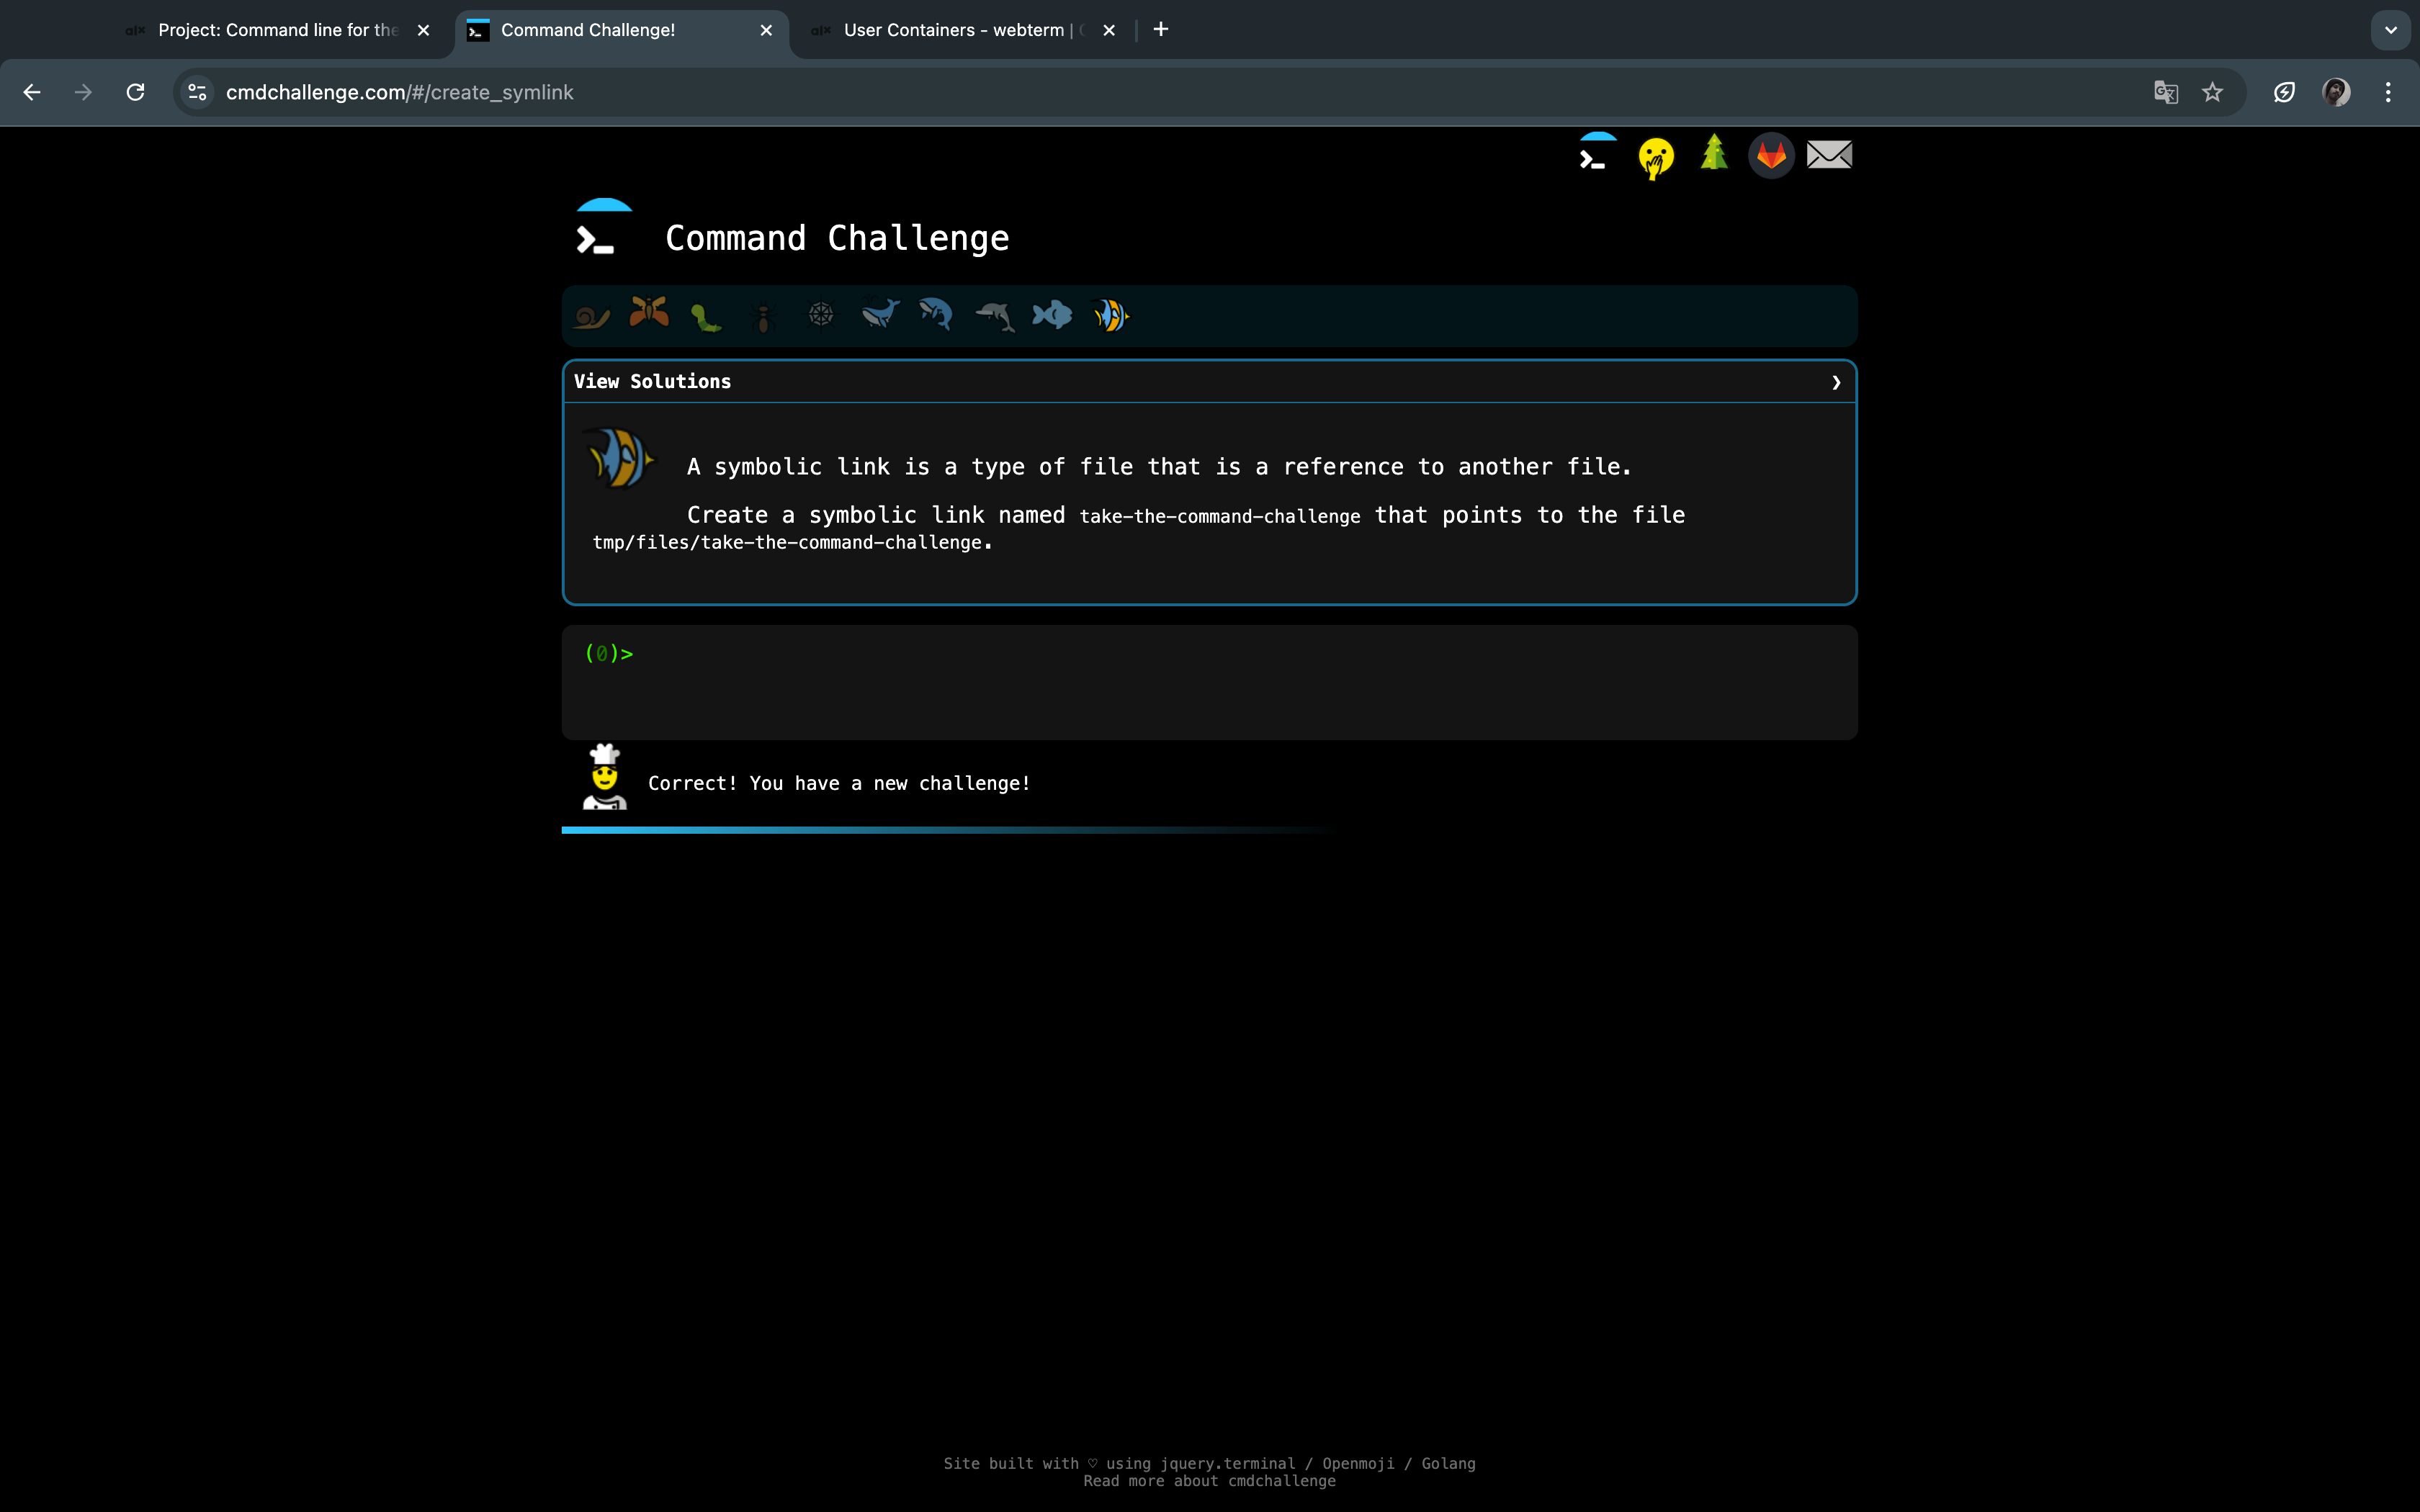 Project: Command line for the
Command Challenge!
User Containers - webterm |
cmdchallenge.com/#/create_symlink
Command Challenge
View Solutions
A symbolic link is a type of file that is a reference to another file.
Create a symbolic link named take-the-command-challenge that points to the file
tmp/files/take-the-command-challenge.
(0)>
Correct! You have a new challenge!
Site built with ♡ using jquery.terminal / Openmoji / Golang
Read more about cmdchallenge